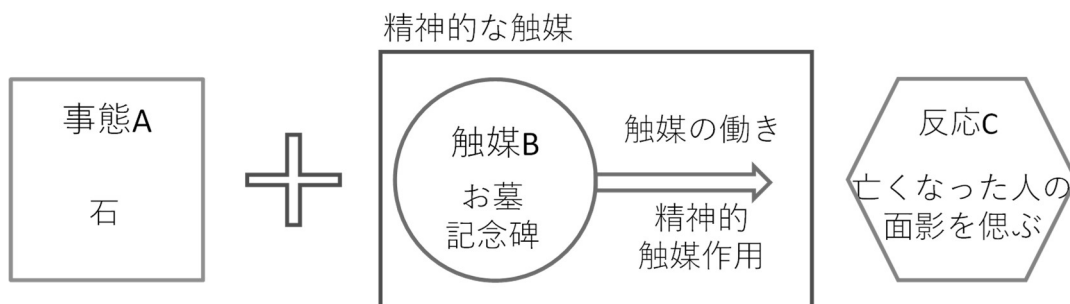 精神的な触媒
事態A
石
触媒B
お墓
記念碑
触媒の働き
精神的
触媒作用
反応C
亡くなった人の
面影を偲ぶ